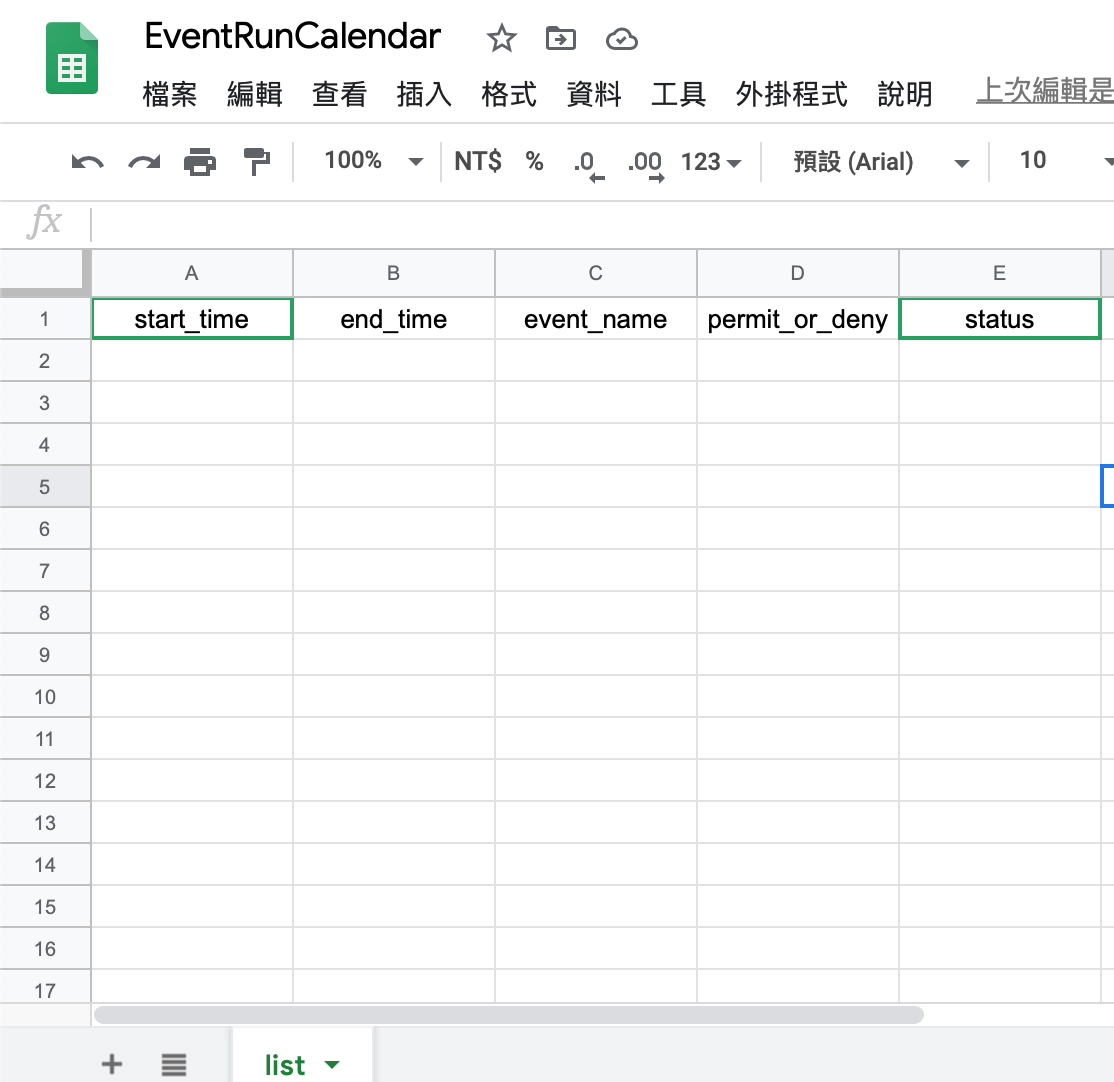 EventRunCalendar
檔案 編輯 查看 插入 格式 資料 工具 外掛程式 說明 上次編輯是
100% NT$ % .0 .00 123 預設 (Arial) 10
fx
A B C D E
1 start_time end_time event_name permit_or_deny status
2
3
4
5
6
7
8
9
10
11
12
13
14
15
16
17
list